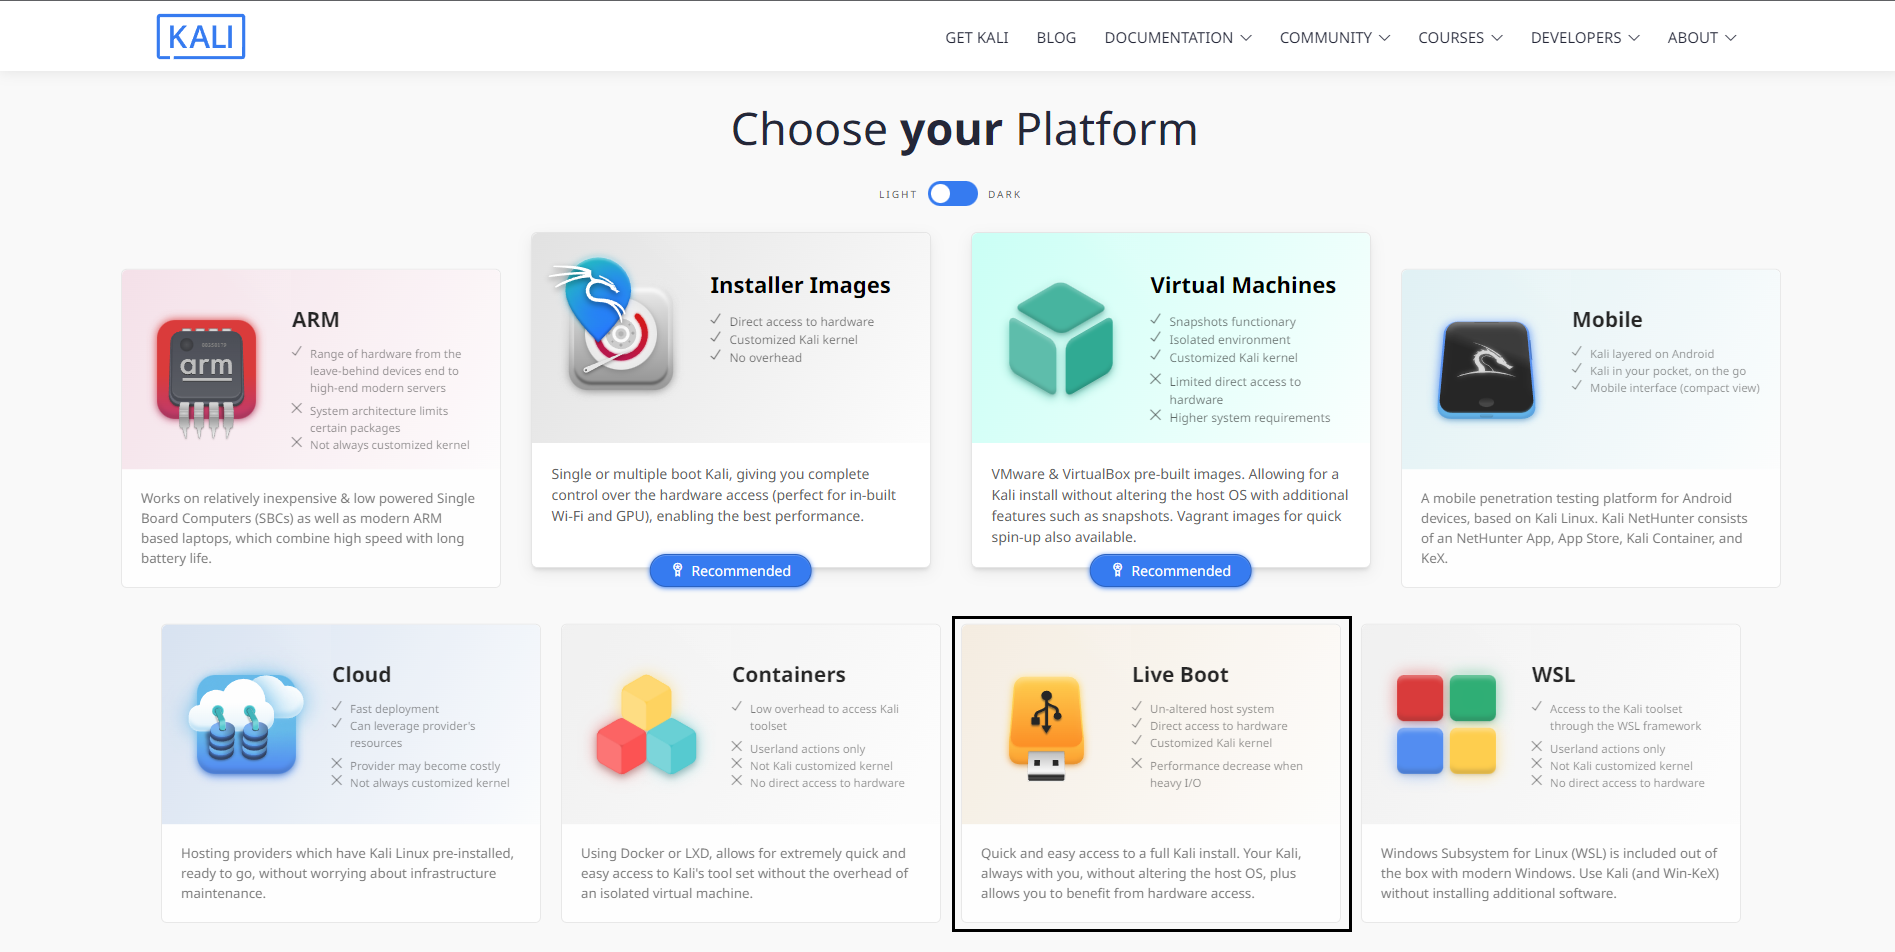 KALI
GET KALI
BLOG
DOCUMENTATION
COMMUNITY
COURSES
DEVELOPERS
ABOUT
Choose your Platform
LIGHT
DARK
ARM
Range of hardware from the
leave-behind devices end to
high-end modern servers
System architecture limits
certain packages
Not always customized kernel
arm
Works on relatively inexpensive & low powered Single
Board Computers (SBCs) as well as modern ARM
based laptops, which combine high speed with long
battery life.
Installer Images
Direct access to hardware
Customized Kali kernel
No overhead
Single or multiple boot Kali, giving you complete
control over the hardware access (perfect for in-built
Wi-Fi and GPU), enabling the best performance.
Recommended
Virtual Machines
Snapshots functionary
Isolated environment
Customized Kali kernel
Limited direct access to
hardware
Higher system requirements
VMware & VirtualBox pre-built images. Allowing for a
Kali install without altering the host OS with additional
features such as snapshots. Vagrant images for quick
spin-up also available.
Recommended
Mobile
Kali layered on Android
Kali in your pocket, on the go
Mobile interface (compact view)
A mobile penetration testing platform for Android
devices, based on Kali Linux. Kali NetHunter consists
of an NetHunter App, App Store, Kali Container, and
KeX.
Cloud
Fast deployment
Can leverage provider's
resources
Provider may become costly
Not always customized kernel
Hosting providers which have Kali Linux pre-installed,
ready to go, without worrying about infrastructure
maintenance.
Containers
Low overhead to access Kali
toolset
Userland actions only
Not Kali customized kernel
No direct access to hardware
Using Docker or LXD, allows for extremely quick and
easy access to Kali's tool set without the overhead of
an isolated virtual machine.
Live Boot
Un-altered host system
Direct access to hardware
Customized Kali kernel
Performance decrease when
heavy I/O
Quick and easy access to a full Kali install. Your Kali,
always with you, without altering the host OS, plus
allows you to benefit from hardware access.
WSL
Access to the Kali toolset
through the WSL framework
Userland actions only
Not Kali customized kernel
No direct access to hardware
Windows Subsystem for Linux (WSL) is included out of
the box with modern Windows. Use Kali (and Win-KeX)
without installing additional software.